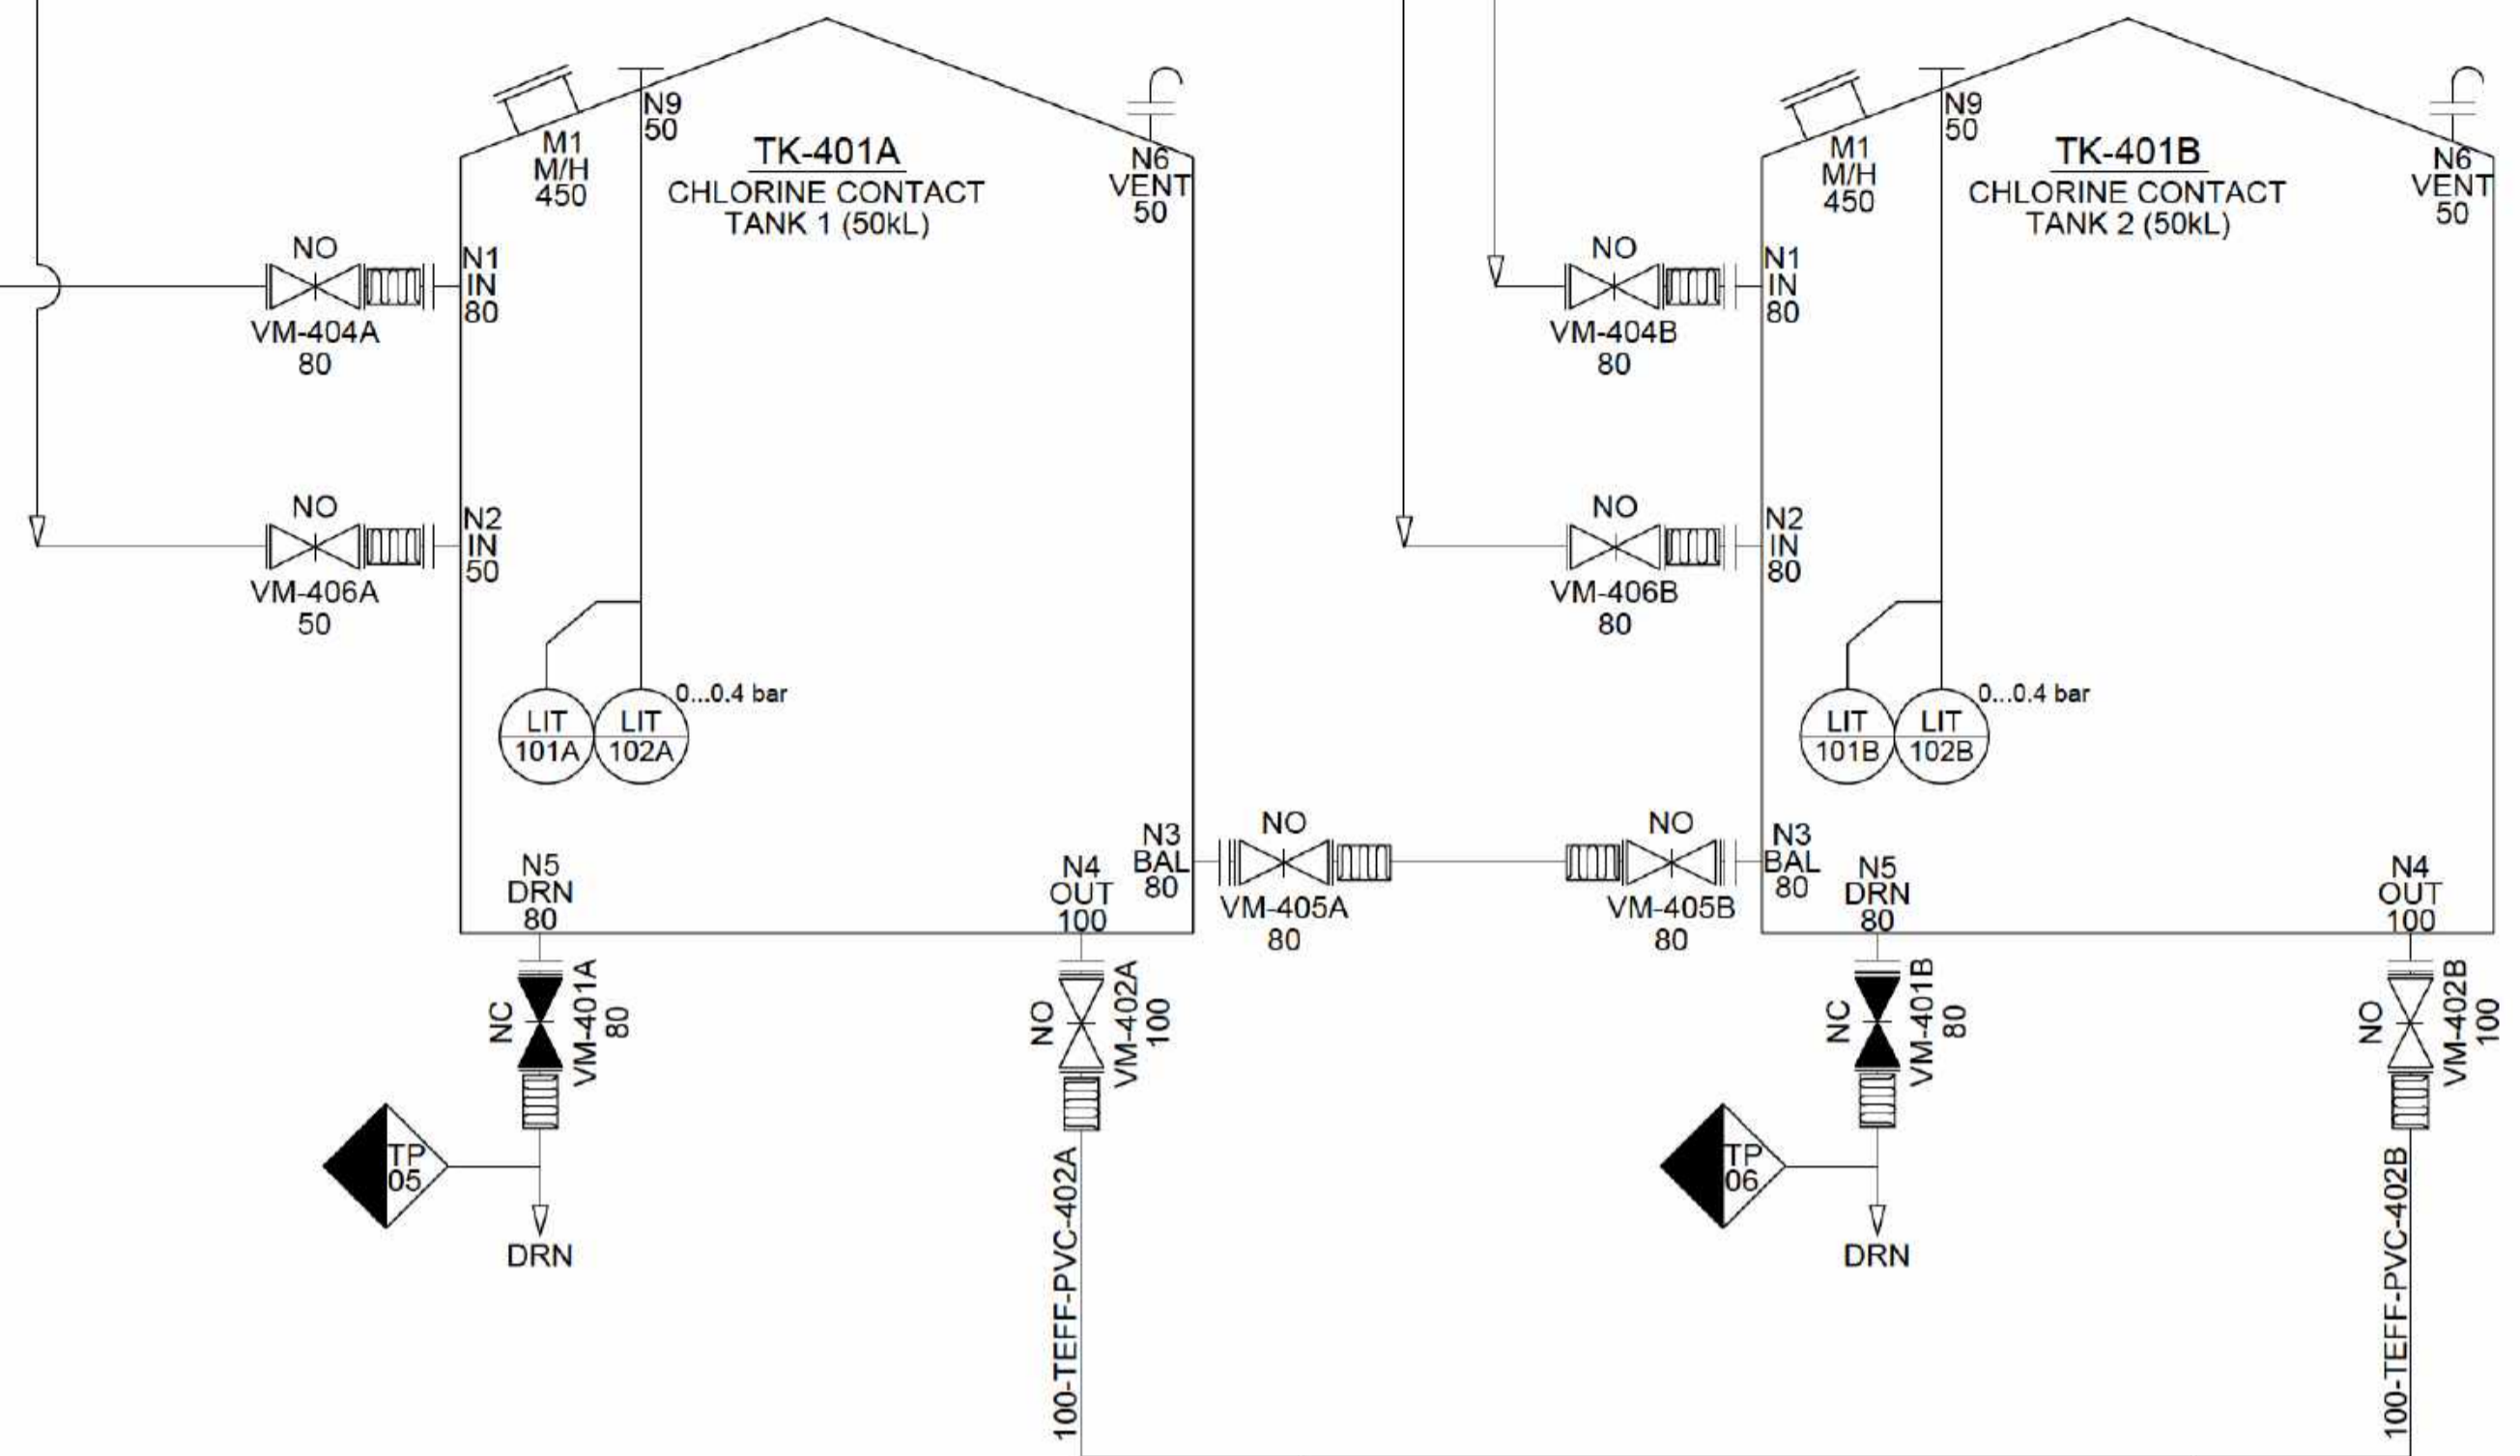 N9
50
M1
M/H
450
TK-401A
CHLORINE CONTACT
TANK 1 (50kL)
N6
VENT
50
NO
VM-404A
80
N1
IN
80
NO
VM-406A
50
N2
IN
50
LIT
101A
LIT
102A
0...0.4 bar
N5
DRN
80
N4
OUT
100
N3
BAL
80
NO
VM-405A
80
NC
VM-401A
80
NO
VM-402A
100
TP
05
DRN
100-TEFF-PVC-402A
N9
50
M1
M/H
450
TK-401B
CHLORINE CONTACT
TANK 2 (50kL)
N6
VENT
50
NO
VM-404B
80
N1
IN
80
NO
VM-406B
80
N2
IN
80
LIT
101B
LIT
102B
0...0.4 bar
NO
VM-405B
80
N3
BAL
80
N5
DRN
80
N4
OUT
100
NC
VM-401B
80
NO
VM-402B
100
TP
06
DRN
100-TEFF-PVC-402B